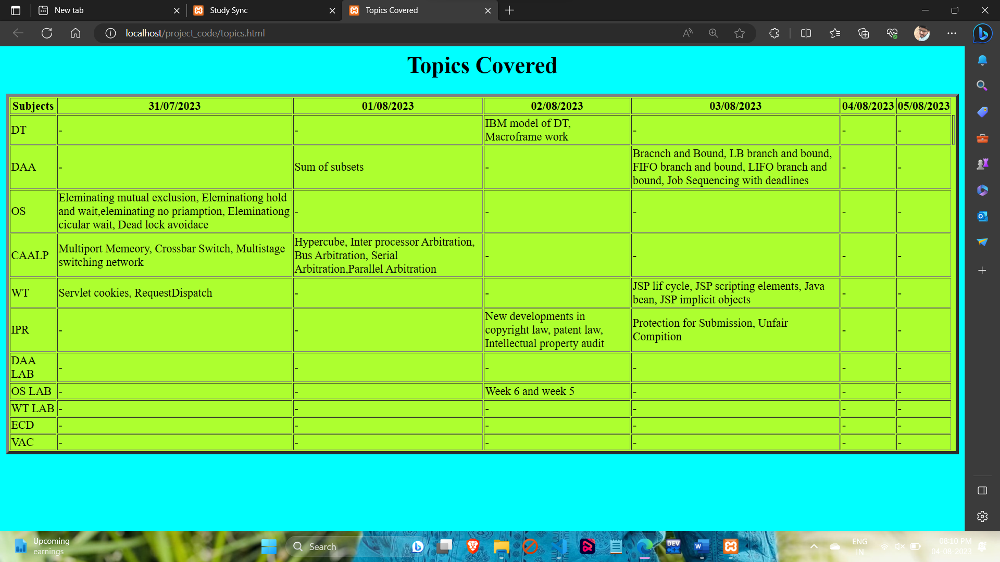 New tab
Study Sync
Topics Covered
localhost/project_code/topics.html
Topics Covered
Subjects 31/07/2023 01/08/2023 02/08/2023 03/08/2023 04/08/2023 05/08/2023
DT - - IBM model of DT, - - -
Macroframe work
DAA - Sum of subsets - Bracnch and Bound, LB branch and bound, - -
FIFO branch and bound, LIFO branch and
bound, Job Sequencing with deadlines
OS Eleminating mutual exclusion, Eleminationg hold - - - - -
and wait,eleminating no priamption, Eleminationg
cicular wait, Dead lock avoidace
CAALP Multiport Memeory, Crossbar Switch, Multistage Hypercube, Inter processor Arbitration, - - - -
switching network Bus Arbitration, Serial
Arbitration,Parallel Arbitration
WT Servlet cookies, RequestDispatch - - JSP lif cycle, JSP scripting elements, Java - -
bean, JSP implicit objects
IPR - - New developments in Protection for Submission, Unfair - -
copyright law, patent law, Compition
Intellectual property audit
DAA - - - - - -
LAB
OS LAB - - Week 6 and week 5 - - -
WT LAB - - - - - -
ECD - - - - - -
VAC - - - - - -
Upcoming
earnings
Search
DEV
C++
W
ENG
IN
08:10 PM
04-08-2023